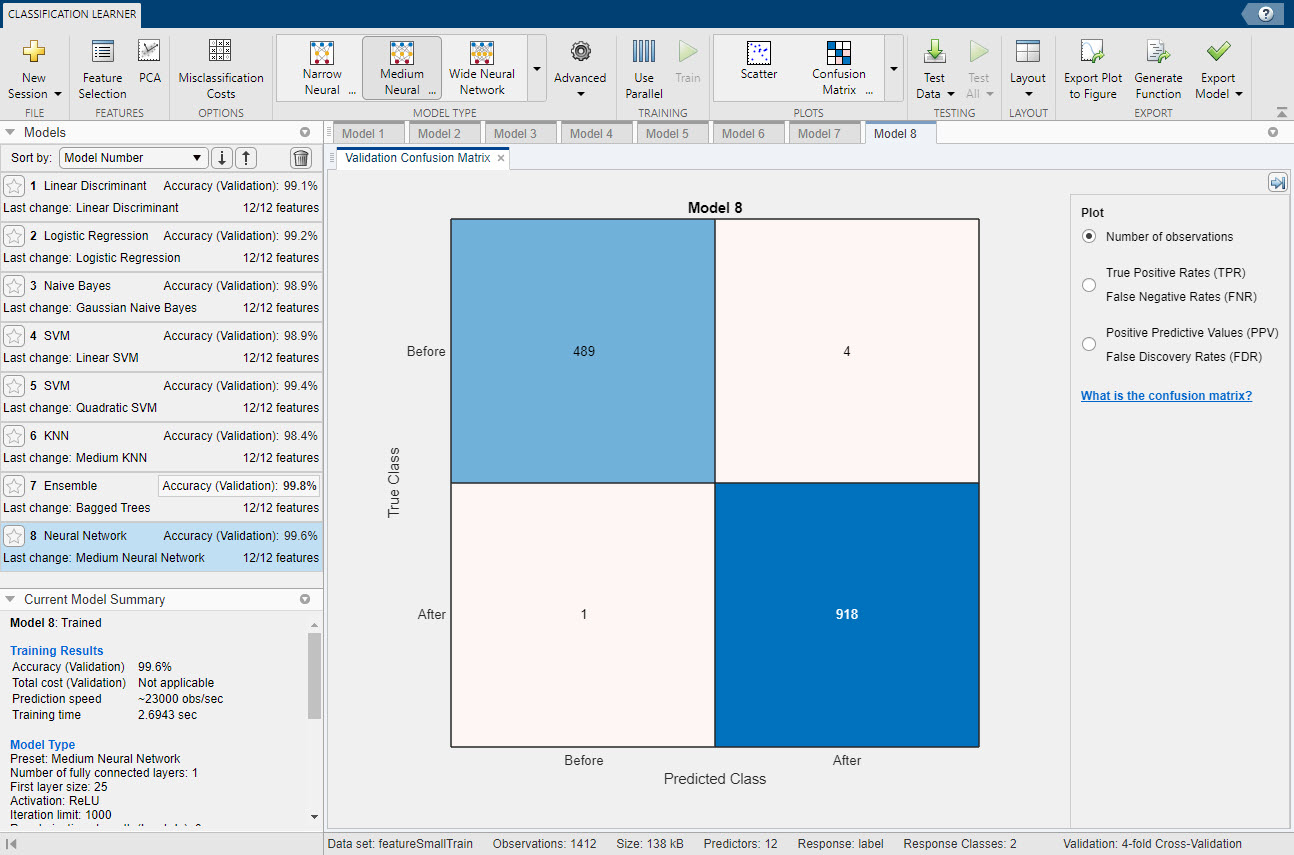 CLASSIFICATION LEARNER
?
New Session
Feature Selection
PCA
Misclassification Costs
Narrow Neural ...
Medium Neural ...
Wide Neural Network
Advanced
Use Parallel
Train
Scatter
Confusion Matrix ...
Test Data
Test All
Layout
Export Plot to Figure
Generate Function
Export Model
FILE
FEATURES
OPTIONS
MODEL TYPE
TRAINING
PLOTS
TESTING
LAYOUT
EXPORT
Models
Sort by: Model Number
1 Linear Discriminant Accuracy (Validation): 99.1%
Last change: Linear Discriminant 12/12 features
2 Logistic Regression Accuracy (Validation): 99.2%
Last change: Logistic Regression 12/12 features
3 Naive Bayes Accuracy (Validation): 98.9%
Last change: Gaussian Naive Bayes 12/12 features
4 SVM Accuracy (Validation): 98.9%
Last change: Linear SVM 12/12 features
5 SVM Accuracy (Validation): 99.4%
Last change: Quadratic SVM 12/12 features
6 KNN Accuracy (Validation): 98.4%
Last change: Medium KNN 12/12 features
7 Ensemble Accuracy (Validation): 99.8%
Last change: Bagged Trees 12/12 features
8 Neural Network Accuracy (Validation): 99.6%
Last change: Medium Neural Network 12/12 features
Current Model Summary
Model 8: Trained
Training Results
Accuracy (Validation) 99.6%
Total cost (Validation) Not applicable
Prediction speed ~23000 obs/sec
Training time 2.6943 sec
Model Type
Preset: Medium Neural Network
Number of fully connected layers: 1
First layer size: 25
Activation: ReLU
Iteration limit: 1000
Model 1 Model 2 Model 3 Model 4 Model 5 Model 6 Model 7 Model 8
Validation Confusion Matrix
Model 8
Before 489 4
True Class
After 1 918
Before After
Predicted Class
Plot
Number of observations
True Positive Rates (TPR)
False Negative Rates (FNR)
Positive Predictive Values (PPV)
False Discovery Rates (FDR)
What is the confusion matrix?
Data set: featureSmallTrain Observations: 1412 Size: 138 kB Predictors: 12 Response: label Response Classes: 2 Validation: 4-fold Cross-Validation